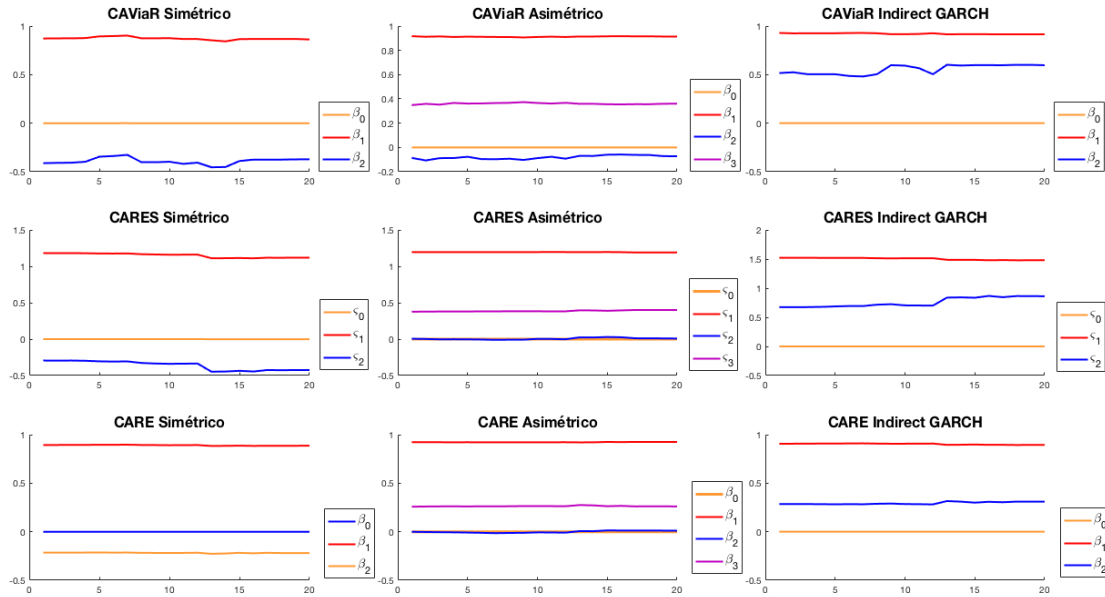 CAViaR Simétrico
1
0.5
0
-0.5
0 5 10 15 20
β0
β1
β2
CAViaR Asimétrico
1
0.8
0.6
0.4
0.2
0
0.2
0 5 10 15 20
β0
β1
β2
β3
CAViaR Indirect GARCH
1
0.5
0
-0.5
0 5 10 15 20
β0
β1
β2
CARES Simétrico
1.5
1
0.5
0
-0.5
0 5 10 15 20
ς0
ς1
ς2
CARES Asimétrico
1.5
1
0.5
0
-0.5
0 5 10 15 20
ς0
ς1
ς2
ς3
CARES Indirect GARCH
2
1.5
1
0.5
0
-0.5
0 5 10 15 20
ς0
ς1
ς2
CARE Simétrico
1
0.5
0
-0.5
0 5 10 15 20
β0
β1
β2
CARE Asimétrico
1
0.5
0
-0.5
0 5 10 15 20
β0
β1
β2
β3
CARE Indirect GARCH
1
0.5
0
-0.5
0 5 10 15 20
β0
β1
β2